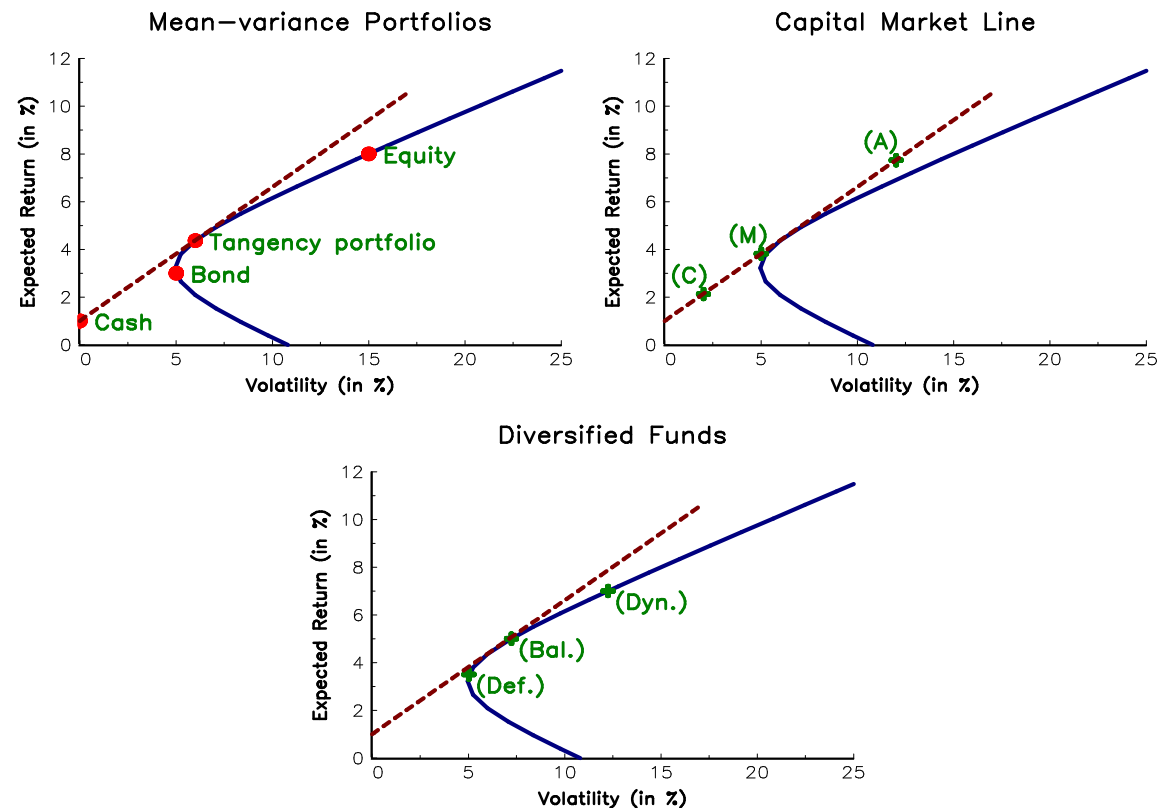 Mean-variance Portfolios
Expected Return (in %)
12
10
8
6
4
2
0
Equity
Tangency portfolio
Bond
Cash
0 5 10 15 20 25
Volatility (in %)
Capital Market Line
Expected Return (in %)
12
10
8
6
4
2
0
(A)
(M)
(C)
0 5 10 15 20 25
Volatility (in %)
Diversified Funds
Expected Return (in %)
12
10
8
6
4
2
0
(Dyn.)
(Bal.)
(Def.)
0 5 10 15 20 25
Volatility (in %)